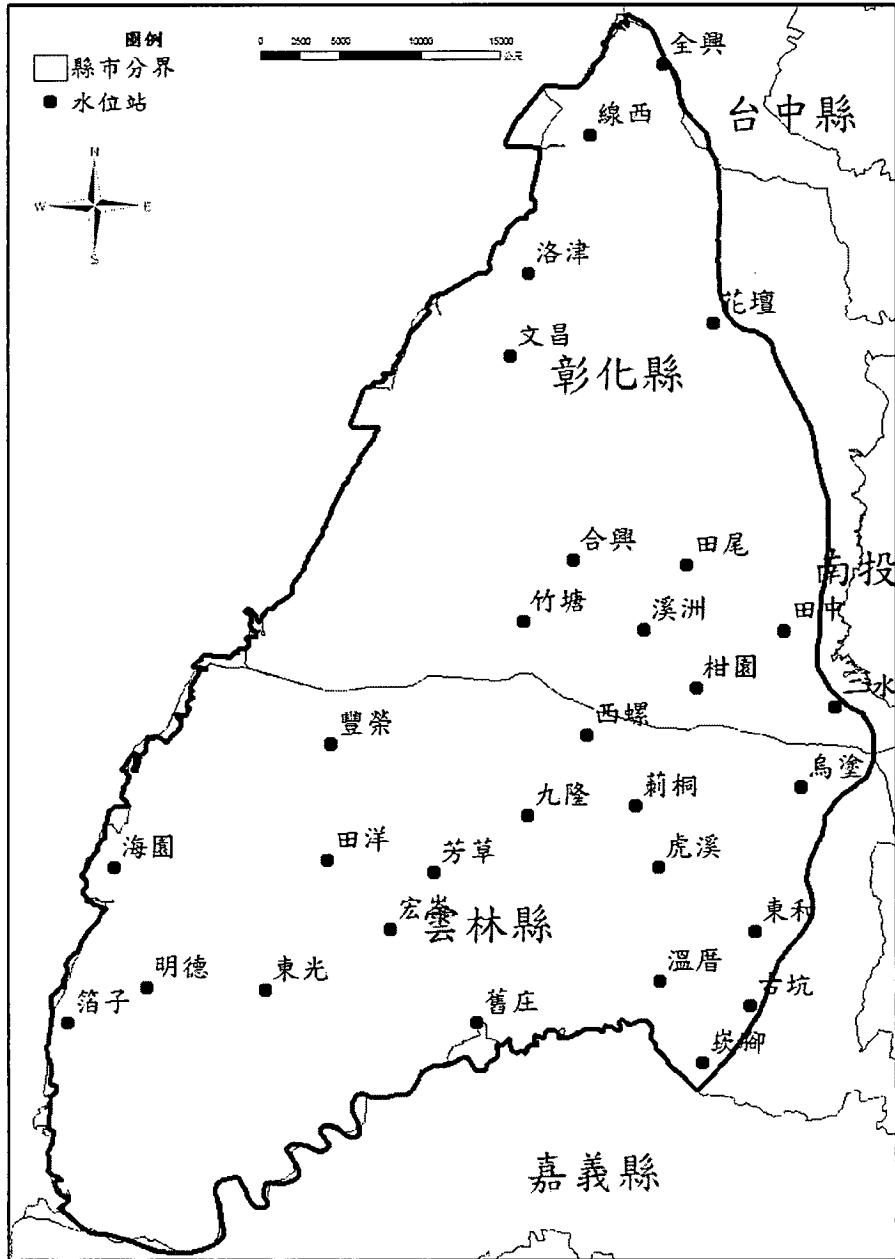 圖例
縣市分界
水位站
0 2500 5000 10000 15000
公尺
N
W E
S
全興
線西
台中縣
洛津
花壇
文昌
彰化縣
合興
田尾
南投
竹塘
溪洲
田中
柑園
三水
西螺
豐榮
烏塗
九隆
莿桐
海園
田洋
芳草
虎溪
宏崙
雲林縣
東和
明德
東光
溫厝
箔子
舊庄
古坑
崁腳
嘉義縣